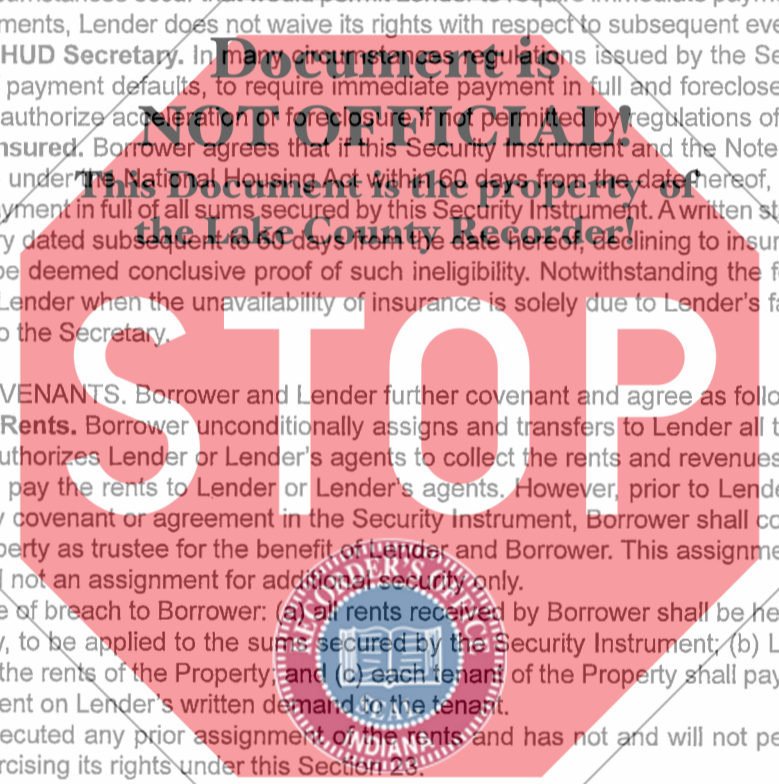 ments, Lender does not waive its rights with respect to subsequent eve
HUD Secretary. In many circumstances regulations issued by the Se
Document is
payment defaults, to require immediate payment in full and foreclose
authorize acceleration or foreclosure if not permitted by regulations of
NOT OFFICIAL!
nsured. Borrower agrees that if this Security Instrument and the Note
under the National Housing Act within 60 days from the date hereof,
This Document is the property of
yment in full of all sums secured by this Security Instrument. A written st
y dated subsequent to 60 days from the date hereof, declining to insur
the Lake County Recorder!
be deemed conclusive proof of such ineligibility. Notwithstanding the f
Lender when the unavailability of insurance is solely due to Lender's fa
o the Secretary.
STOP
VENANTS. Borrower and Lender further covenant and agree as follo
Rents. Borrower unconditionally assigns and transfers to Lender all t
uthorizes Lender or Lender's agents to collect the rents and revenues
pay the rents to Lender or Lender's agents. However, prior to Lende
y covenant or agreement in the Security Instrument, Borrower shall co
perty as trustee for the benefit of Lender and Borrower. This assignme
l not an assignment for additional security only.
e of breach to Borrower: (a) all rents received by Borrower shall be he
y, to be applied to the sums secured by the Security Instrument; (b) L
the rents of the Property; and (c) each tenant of the Property shall pay
ent on Lender's written demand to the tenant.
ecuted any prior assignment of the rents and has not and will not pe
rcising its rights under this Section 23.
RECORDER'S OFFICE
SEAL
INDIANA